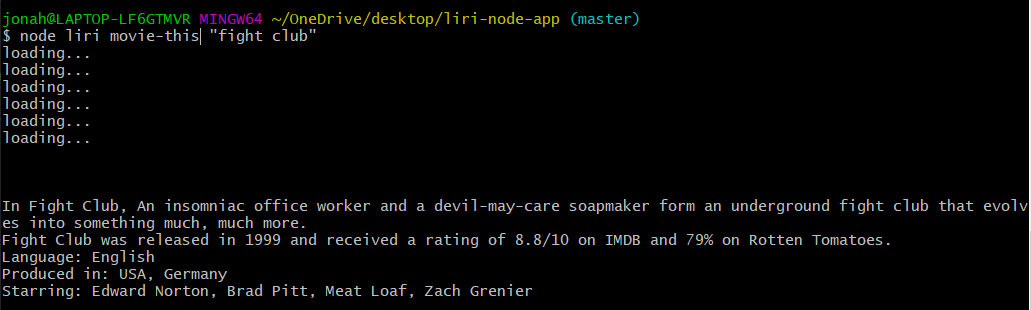 jonah@LAPTOP-LF6GTMVR MINGW64 ~/OneDrive/desktop/liri-node-app (master)
$ node liri movie-this "fight club"
loading...
loading...
loading...
loading...
loading...
loading...
In Fight Club, An insomniac office worker and a devil-may-care soapmaker form an underground fight club that evolv
es into something much, much more.
Fight Club was released in 1999 and received a rating of 8.8/10 on IMDB and 79% on Rotten Tomatoes.
Language: English
Produced in: USA, Germany
Starring: Edward Norton, Brad Pitt, Meat Loaf, Zach Grenier